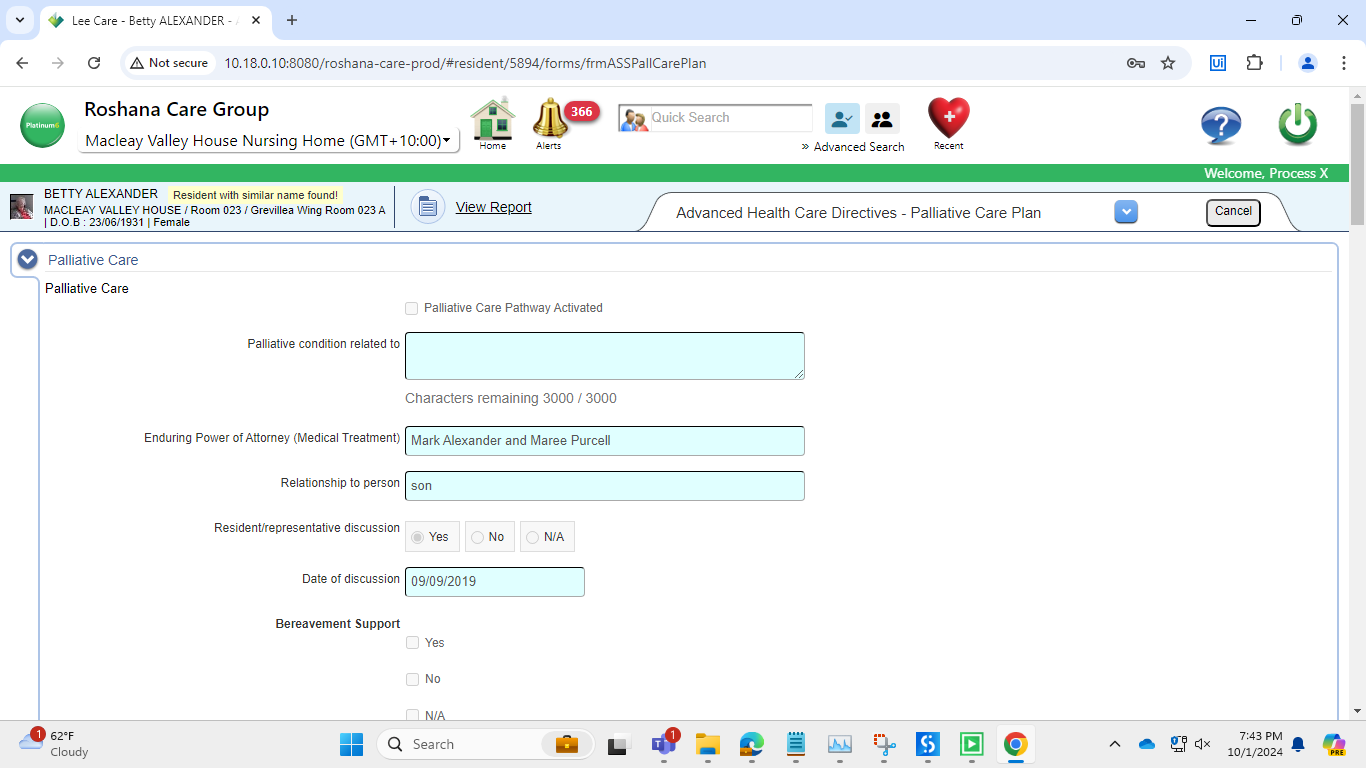 Lee Care - Betty ALEXANDER - A
Not secure
10.18.0.10:8080/roshana-care-prod/#resident/5894/forms/frmASSPallCarePlan
Platinum6
Roshana Care Group
Macleay Valley House Nursing Home (GMT+10:00)
Home
366
Alerts
Quick Search
» Advanced Search
Recent
Welcome, Process X
BETTY ALEXANDER Resident with similar name found!
MACLEAY VALLEY HOUSE / Room 023 / Grevillea Wing Room 023 A
| D.O.B : 23/06/1931 | Female
View Report
Advanced Health Care Directives - Palliative Care Plan
Cancel
Palliative Care
Palliative Care
Palliative Care Pathway Activated
Palliative condition related to
Characters remaining 3000 / 3000
Enduring Power of Attorney (Medical Treatment) Mark Alexander and Maree Purcell
Relationship to person son
Resident/representative discussion Yes No N/A
Date of discussion 09/09/2019
Bereavement Support
Yes
No
N/A
1
62°F
Cloudy
Search
1
7:43 PM
10/1/2024
PRE